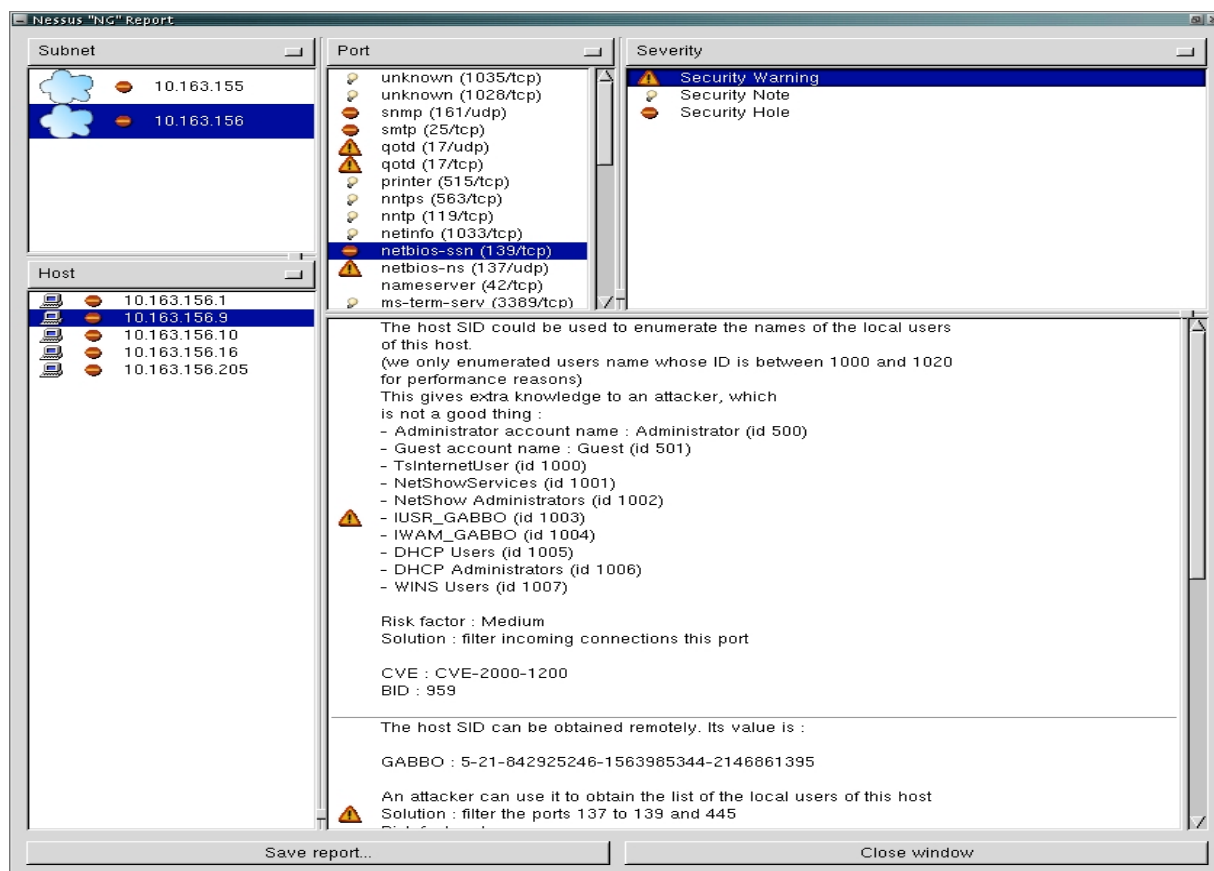 Nessus "NG" Report
Subnet
10.163.155
10.163.156
Host
10.163.156.1
10.163.156.9
10.163.156.10
10.163.156.16
10.163.156.205
Port
unknown (1035/tcp)
unknown (1028/tcp)
snmp (161/udp)
smtp (25/tcp)
qotd (17/udp)
qotd (17/tcp)
printer (515/tcp)
nntps (563/tcp)
nntp (119/tcp)
netinfo (1033/tcp)
netbios-ssn (139/tcp)
netbios-ns (137/udp)
nameserver (42/tcp)
ms-term-serv (3389/tcp)
Severity
Security Warning
Security Note
Security Hole
The host SID could be used to enumerate the names of the local users
of this host.
(we only enumerated users name whose ID is between 1000 and 1020
for performance reasons)
This gives extra knowledge to an attacker, which
is not a good thing :
- Administrator account name : Administrator (id 500)
- Guest account name : Guest (id 501)
- TsInternetUser (id 1000)
- NetShowServices (id 1001)
- NetShow Administrators (id 1002)
- IUSR_GABBO (id 1003)
- IWAM_GABBO (id 1004)
- DHCP Users (id 1005)
- DHCP Administrators (id 1006)
- WINS Users (id 1007)
Risk factor : Medium
Solution : filter incoming connections this port
CVE : CVE-2000-1200
BID : 959
The host SID can be obtained remotely. Its value is :
GABBO : 5-21-842925246-1563985344-2146861395
An attacker can use it to obtain the list of the local users of this host
Solution : filter the ports 137 to 139 and 445
Save report...
Close window